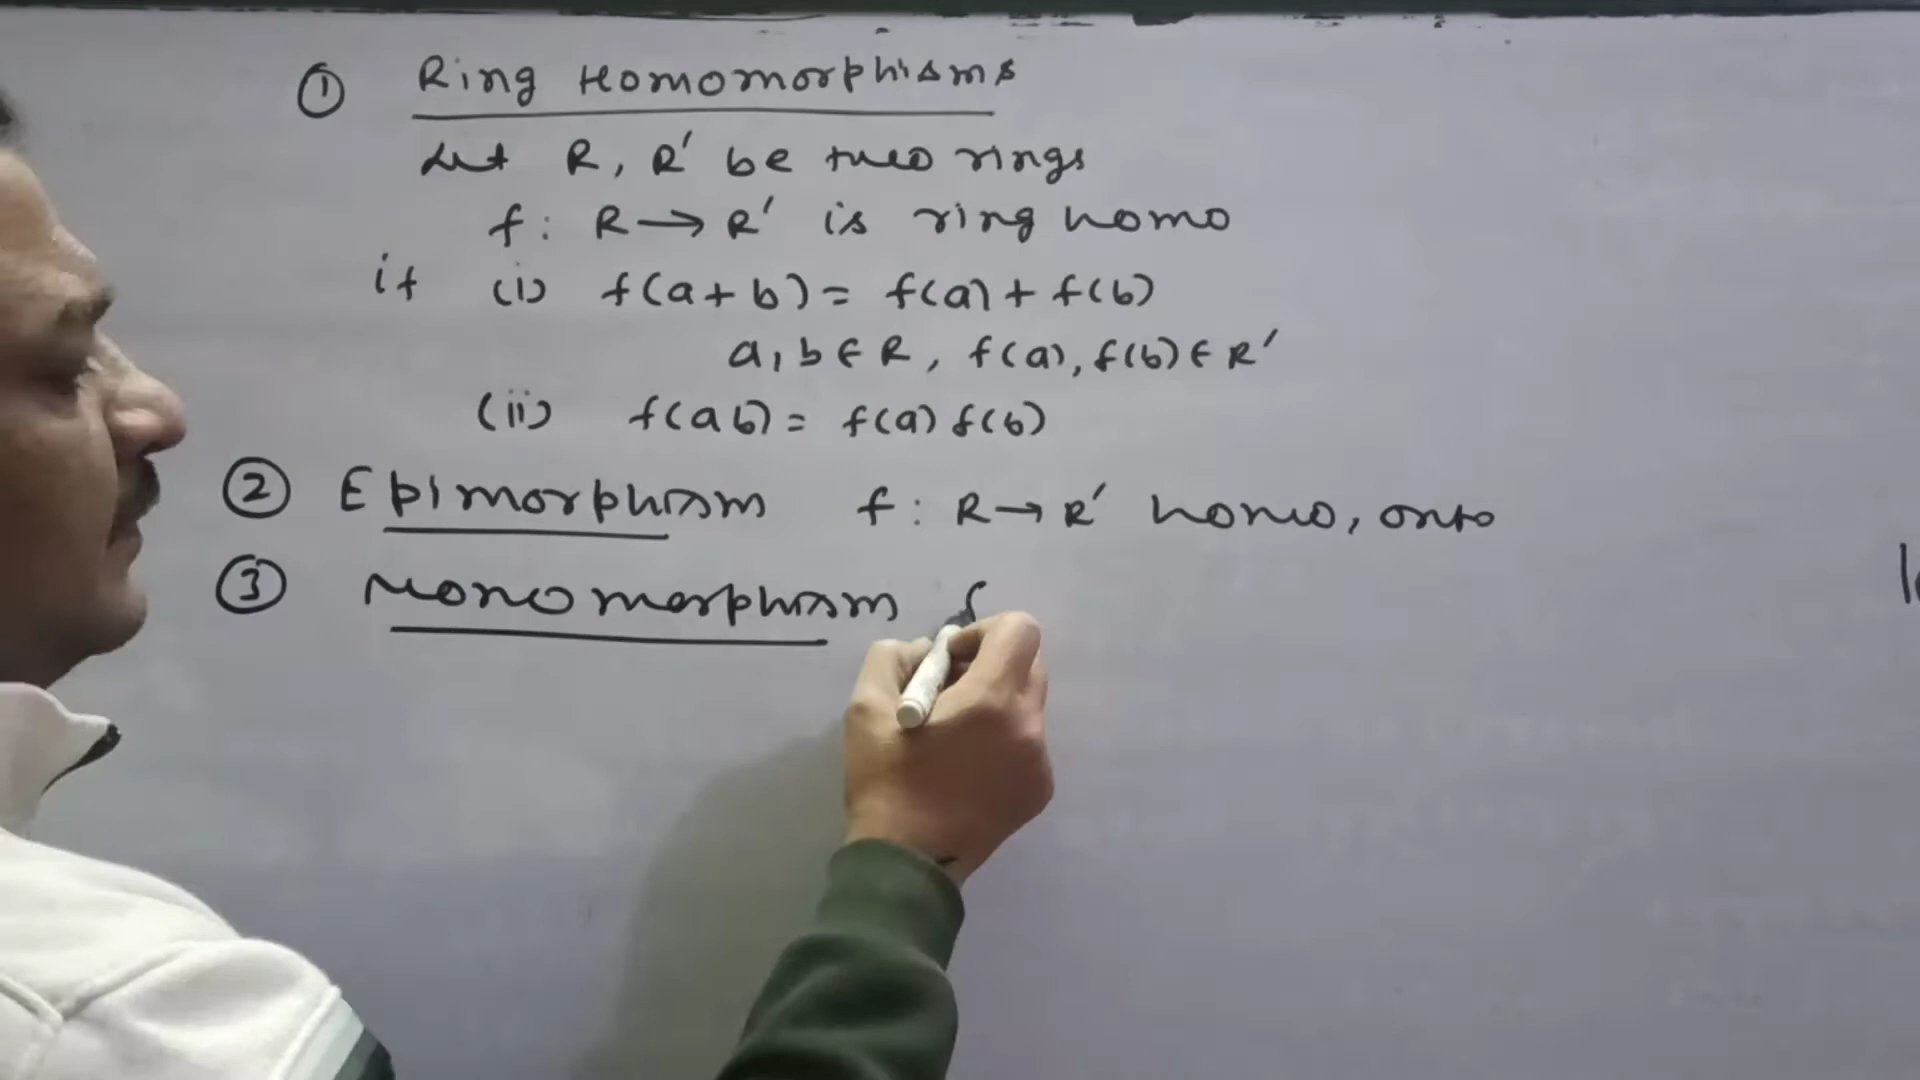 ① Ring Homomorphisms
Let R, R' be two rings
f : R → R' is ring homo
if (i) f(a+b) = f(a) + f(b)
a, b ∈ R, f(a), f(b) ∈ R'
(ii) f(ab) = f(a) f(b)
② Epimorphism f : R → R' homo, onto
③ Monomorphism f